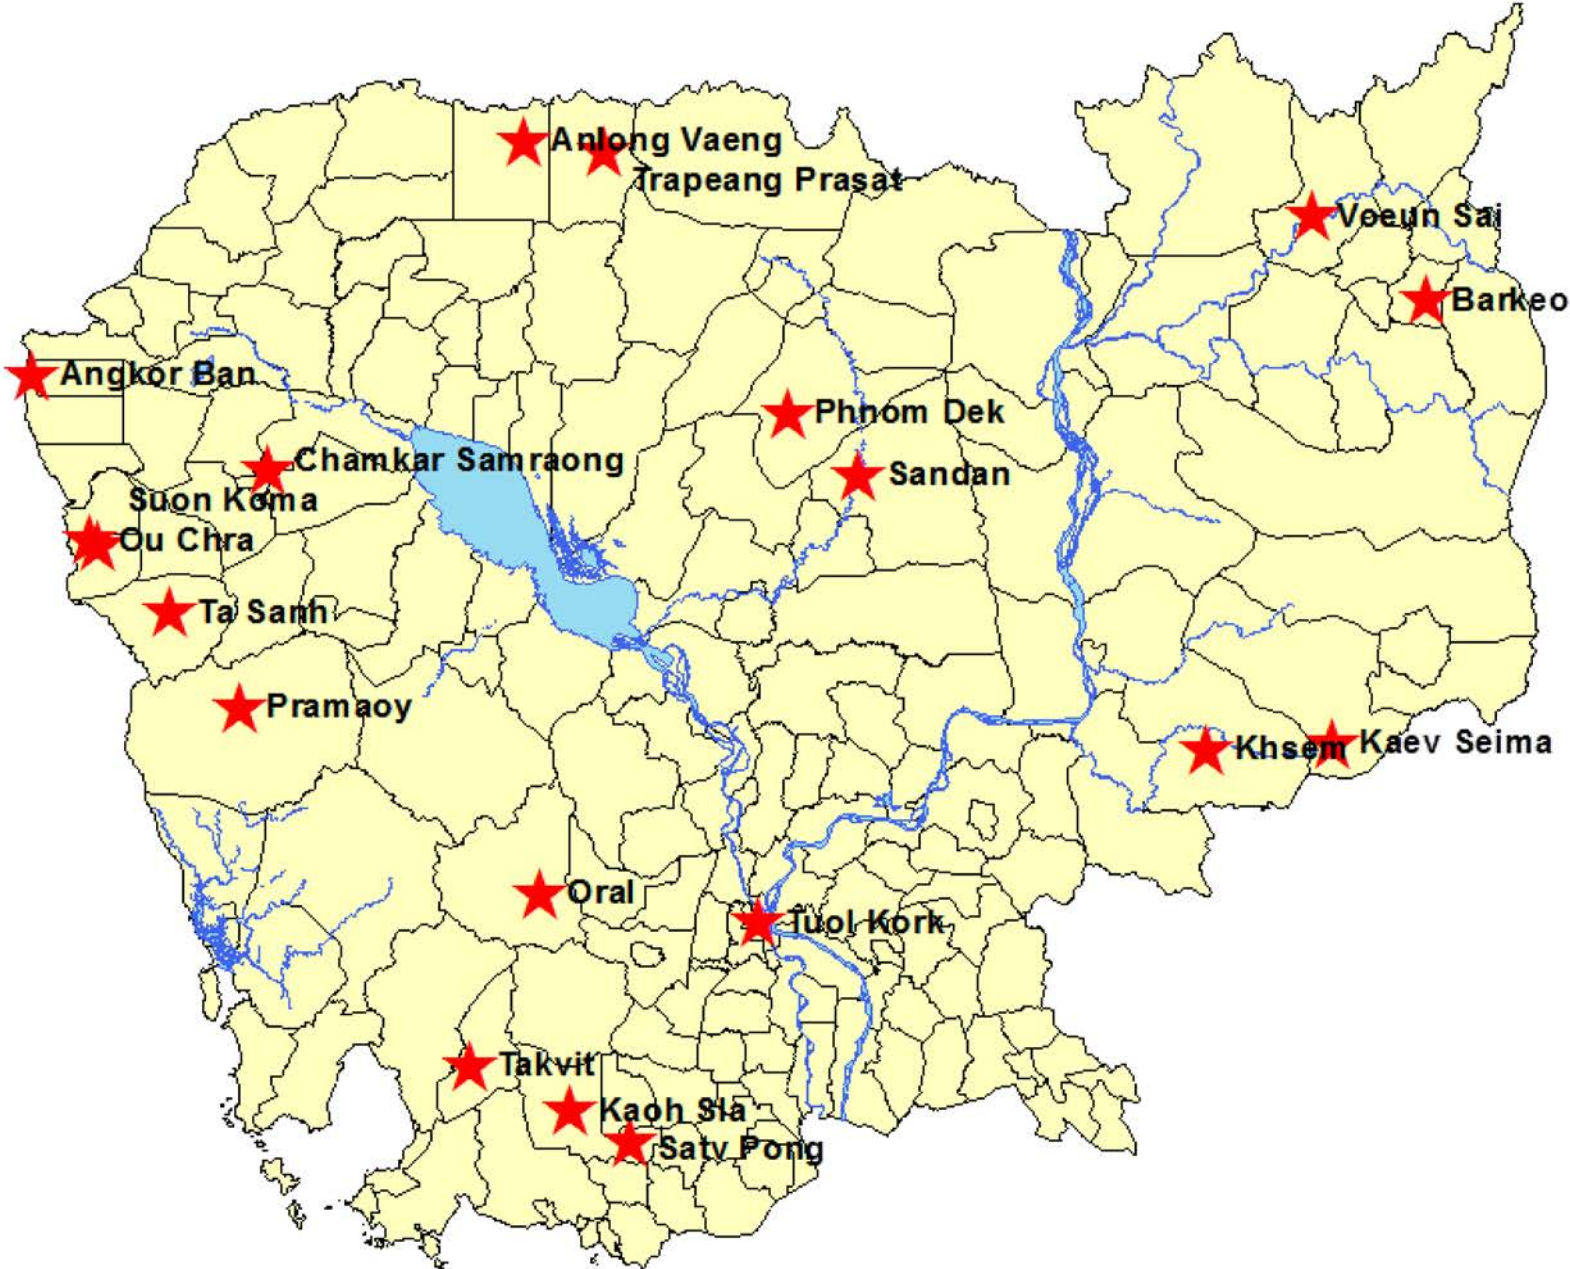 Anlong Vaeng
Trapeang Prasat
Voeun Sai
Barkeo
Angkor Ban
Phnom Dek
Chamkar Samraong
Sandan
Suon Koma
Ou Chra
Ta Sanh
Pramaoy
Khsem
Kaev Seima
Oral
Tuol Kork
Takvit
Kaoh Sla
Satv Pong